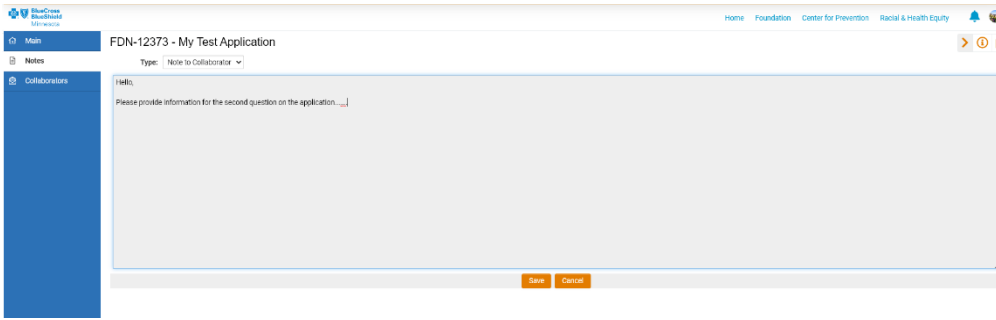 BlueCross
BlueShield
Minnesota
Home Foundation Center for Prevention Racial & Health Equity
Main
Notes
Collaborators
FDN-12373 - My Test Application
Type: Note to Collaborator
Hello,
Please provide information for the second question on the application.......
Save Cancel